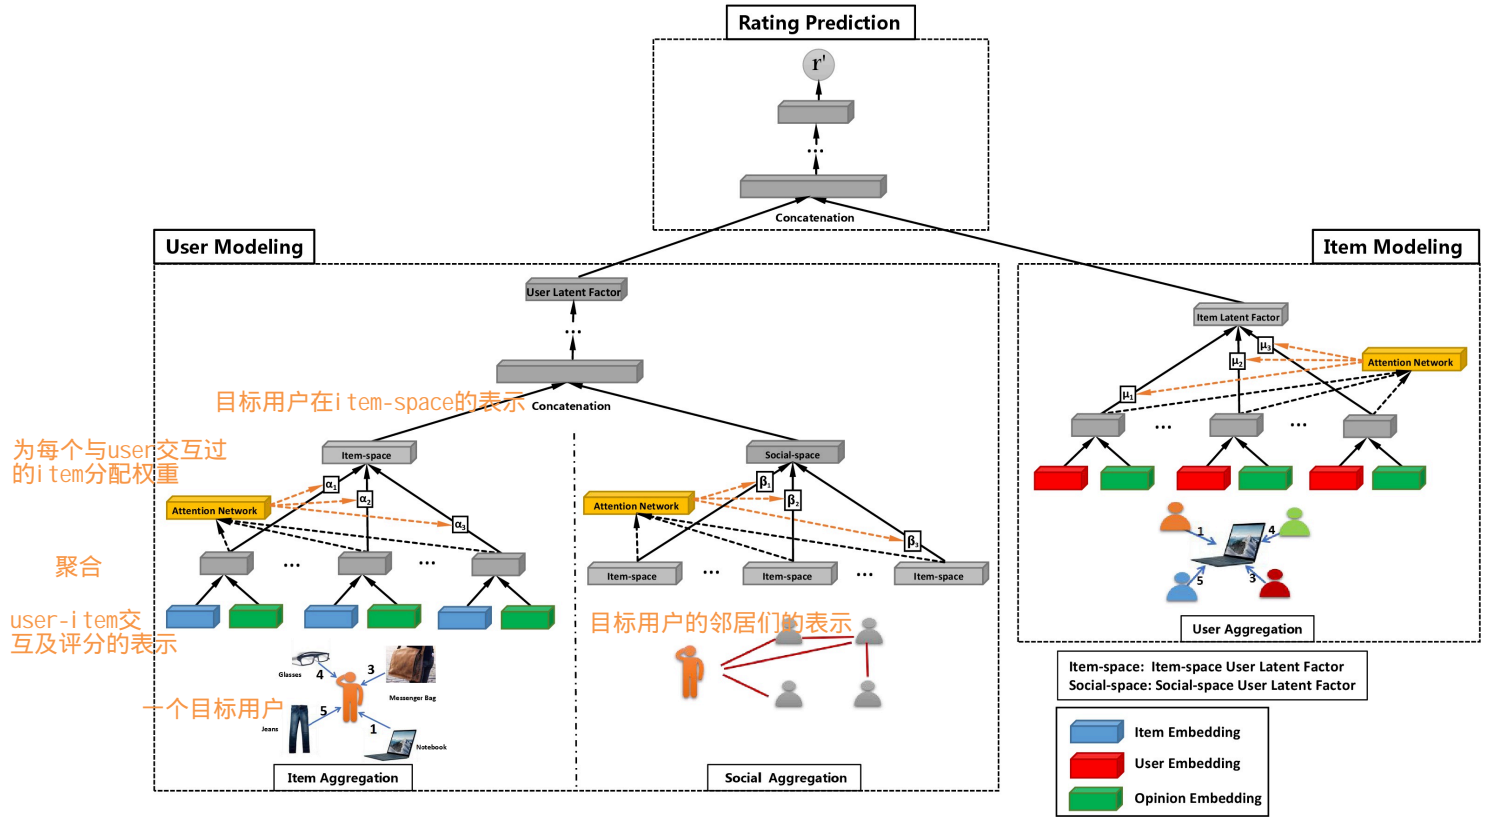 Rating Prediction
r'
...
Concatenation
User Modeling
User Latent Factor
...
目标用户在item-space的表示
Concatenation
为每个与user交互过
的item分配权重
Item-space
α1
α2
α3
Attention Network
聚合
...
...
user-item交
互及评分的表示
Glasses
4
3
Messenger Bag
一个目标用户
Jeans
5
1
Notebook
Item Aggregation
Social-space
β1
β2
β3
Attention Network
Item-space
...
Item-space
...
Item-space
目标用户的邻居们的表示
Social Aggregation
Item Modeling
Item Latent Factor
μ3
μ2
μ1
Attention Network
...
...
1
4
5
3
User Aggregation
Item-space: Item-space User Latent Factor
Social-space: Social-space User Latent Factor
Item Embedding
User Embedding
Opinion Embedding